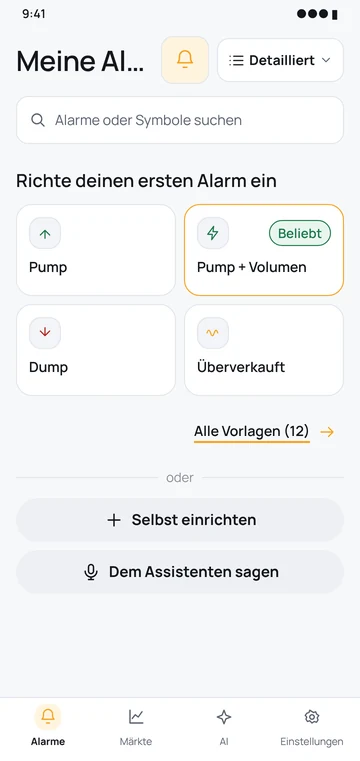 9:41
Meine Al...
Detailliert
Alarme oder Symbole suchen
Richte deinen ersten Alarm ein
Pump
Beliebt
Pump + Volumen
Dump
Überverkauft
Alle Vorlagen (12)
oder
Selbst einrichten
Dem Assistenten sagen
Alarme
Märkte
AI
Einstellungen